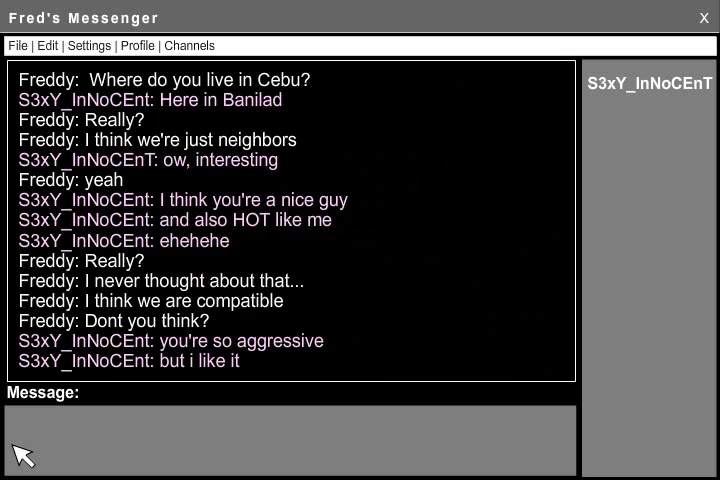 Fred's Messenger X
File | Edit | Settings | Profile | Channels
Freddy:  Where do you live in Cebu?
S3xY_InNoCEnt: Here in Banilad
Freddy: Really?
Freddy: I think we're just neighbors
S3xY_InNoCEnT: ow, interesting
Freddy: yeah
S3xY_InNoCEnt: I think you're a nice guy
S3xY_InNoCEnt: and also HOT like me
S3xY_InNoCEnt: ehehehe
Freddy: Really?
Freddy: I never thought about that...
Freddy: I think we are compatible
Freddy: Dont you think?
S3xY_InNoCEnt: you're so aggressive
S3xY_InNoCEnt: but i like it
Message:
S3xY_InNoCEnT